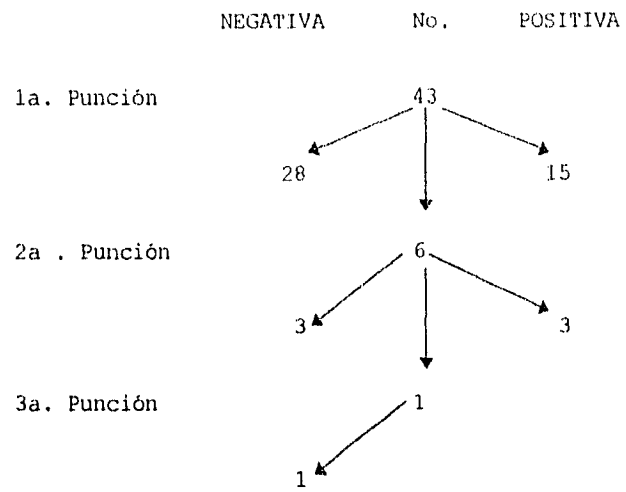 NEGATIVA No. POSITIVA
1a. Punción 43
28 15
2a . Punción 6
3 3
3a. Punción 1
1